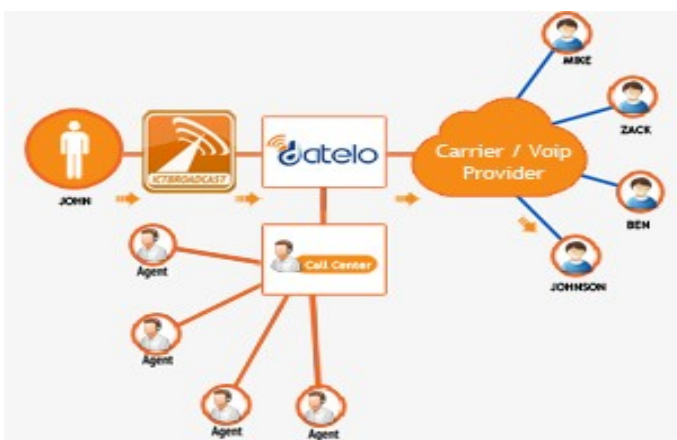 MIKE
ZACK
datelo
Carrier / Voip
Provider
ICTBROADCAST
JOHN
BEN
Agent
Call Center
JOHNSON
Agent
Agent
Agent